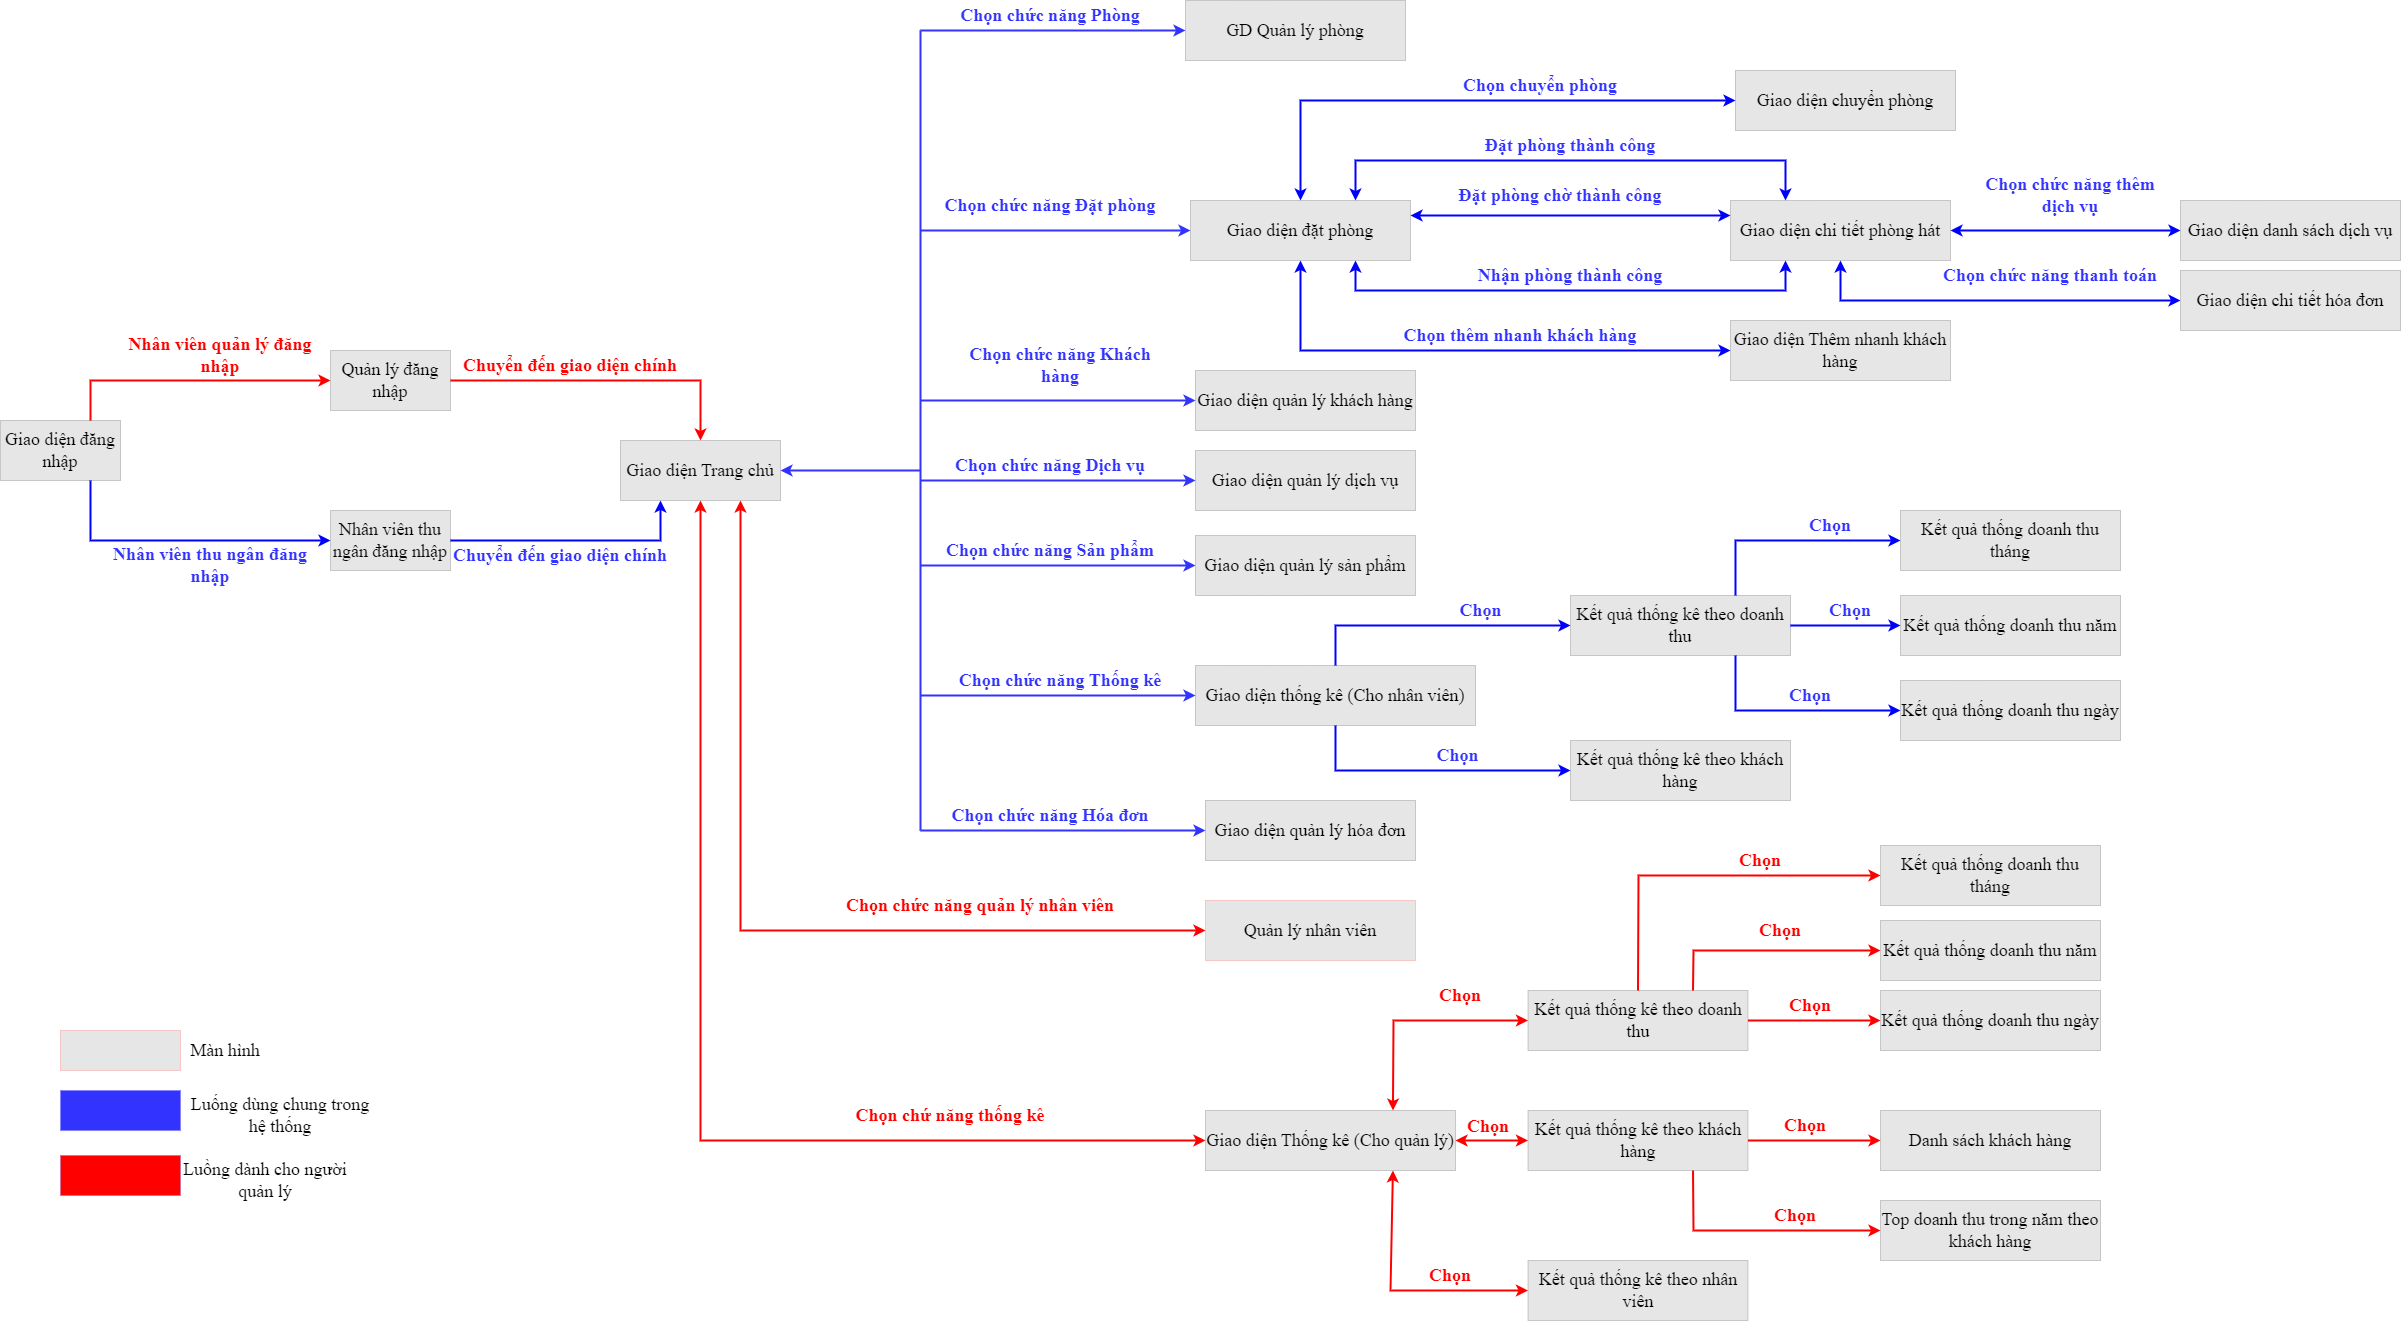 Chọn chức năng Phòng
GD Quản lý phòng
Chọn chuyển phòng
Giao diện chuyển phòng
Đặt phòng thành công
Chọn chức năng Đặt phòng
Giao diện đặt phòng
Đặt phòng chờ thành công
Giao diện chi tiết phòng hát
Chọn chức năng thêm
dịch vụ
Giao diện danh sách dịch vụ
Nhận phòng thành công
Chọn chức năng thanh toán
Giao diện chi tiết hóa đơn
Chọn thêm nhanh khách hàng
Giao diện Thêm nhanh khách
hàng
Nhân viên quản lý đăng
nhập
Quản lý đăng
nhập
Chuyển đến giao diện chính
Chọn chức năng Khách
hàng
Giao diện quản lý khách hàng
Giao diện đăng
nhập
Giao diện Trang chủ
Chọn chức năng Dịch vụ
Giao diện quản lý dịch vụ
Nhân viên thu ngân đăng
nhập
Nhân viên thu
ngân đăng nhập
Chuyển đến giao diện chính
Chọn chức năng Sản phẩm
Giao diện quản lý sản phẩm
Chọn
Kết quả thống doanh thu
tháng
Chọn
Kết quả thống kê theo doanh
thu
Chọn
Kết quả thống doanh thu năm
Chọn chức năng Thống kê
Giao diện thống kê (Cho nhân viên)
Chọn
Kết quả thống doanh thu ngày
Chọn
Kết quả thống kê theo khách
hàng
Chọn chức năng Hóa đơn
Giao diện quản lý hóa đơn
Chọn
Kết quả thống doanh thu
tháng
Chọn chức năng quản lý nhân viên
Quản lý nhân viên
Chọn
Kết quả thống doanh thu năm
Chọn
Kết quả thống kê theo doanh
thu
Chọn
Kết quả thống doanh thu ngày
Chọn chứ năng thống kê
Giao diện Thống kê (Cho quản lý)
Chọn
Kết quả thống kê theo khách
hàng
Chọn
Danh sách khách hàng
Chọn
Top doanh thu trong năm theo
khách hàng
Chọn
Kết quả thống kê theo nhân
viên
Màn hình
Luống dùng chung trong
hệ thống
Luồng dành cho người
quản lý